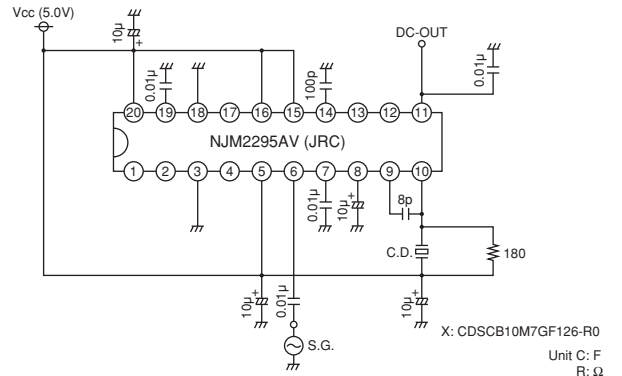 Vcc (5.0V)
10µ
+
0.01µ
100p
DC-OUT
0.01µ
20 19 18 17 16 15 14 13 12 11
NJM2295AV (JRC)
1 2 3 4 5 6 7 8 9 10
0.01µ
10µ
+
8p
C.D.
180
10µ
+
0.01µ
10µ
+
S.G.
X: CDSCB10M7GF126-R0
Unit C: F
R: Ω